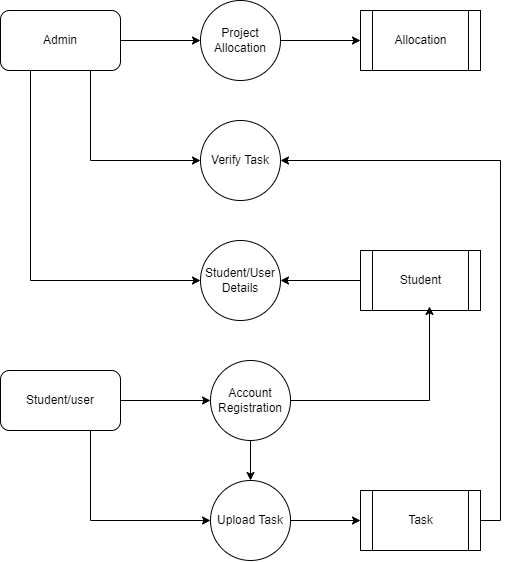 Admin
Project
Allocation
Allocation
Verify Task
Student/User
Details
Student
Student/user
Account
Registration
Upload Task
Task